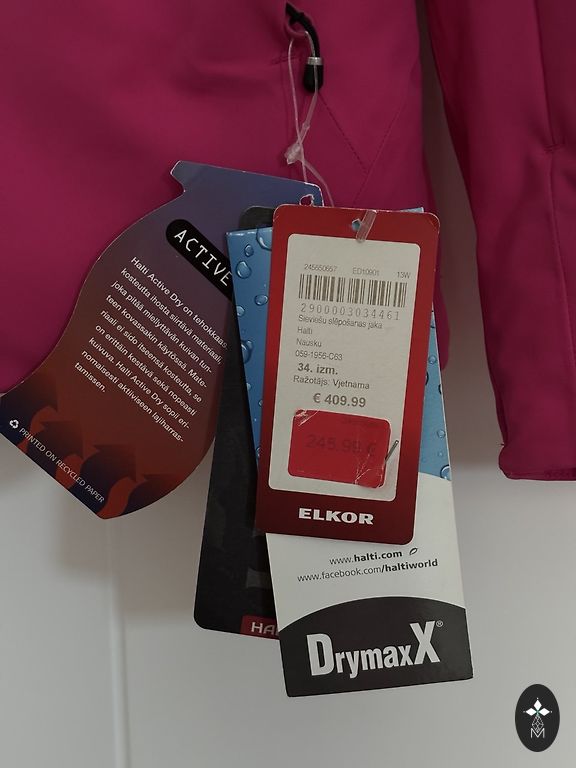 ACTIVE
Halti Active Dry on tehokkaas.
kosteutta ihosta siirtävä materiaali,
joka pitää miellyttävän kuivan tun-
teen kovassakin käytössä. Mate-
riaali ei sido itseensä kosteutta, se
on erittäin kestävä sekä nopeasti
kuivuva. Halti Active Dry sopii eri-
nomaisesti aktiiviseen lajiharras-
tamiseen.
PRINTED ON RECYCLED PAPER
245650557 ED10901 13W
2900003034461
Sieviešu slēpošanas jaka
Halti
Nausku
059-1956-C63
34. izm.
Ražotājs: Vjetnama
€ 409.99
245.99 €
ELKOR
www.halti.com
www.facebook.com/haltiworld
HA
DrymaxX®
M